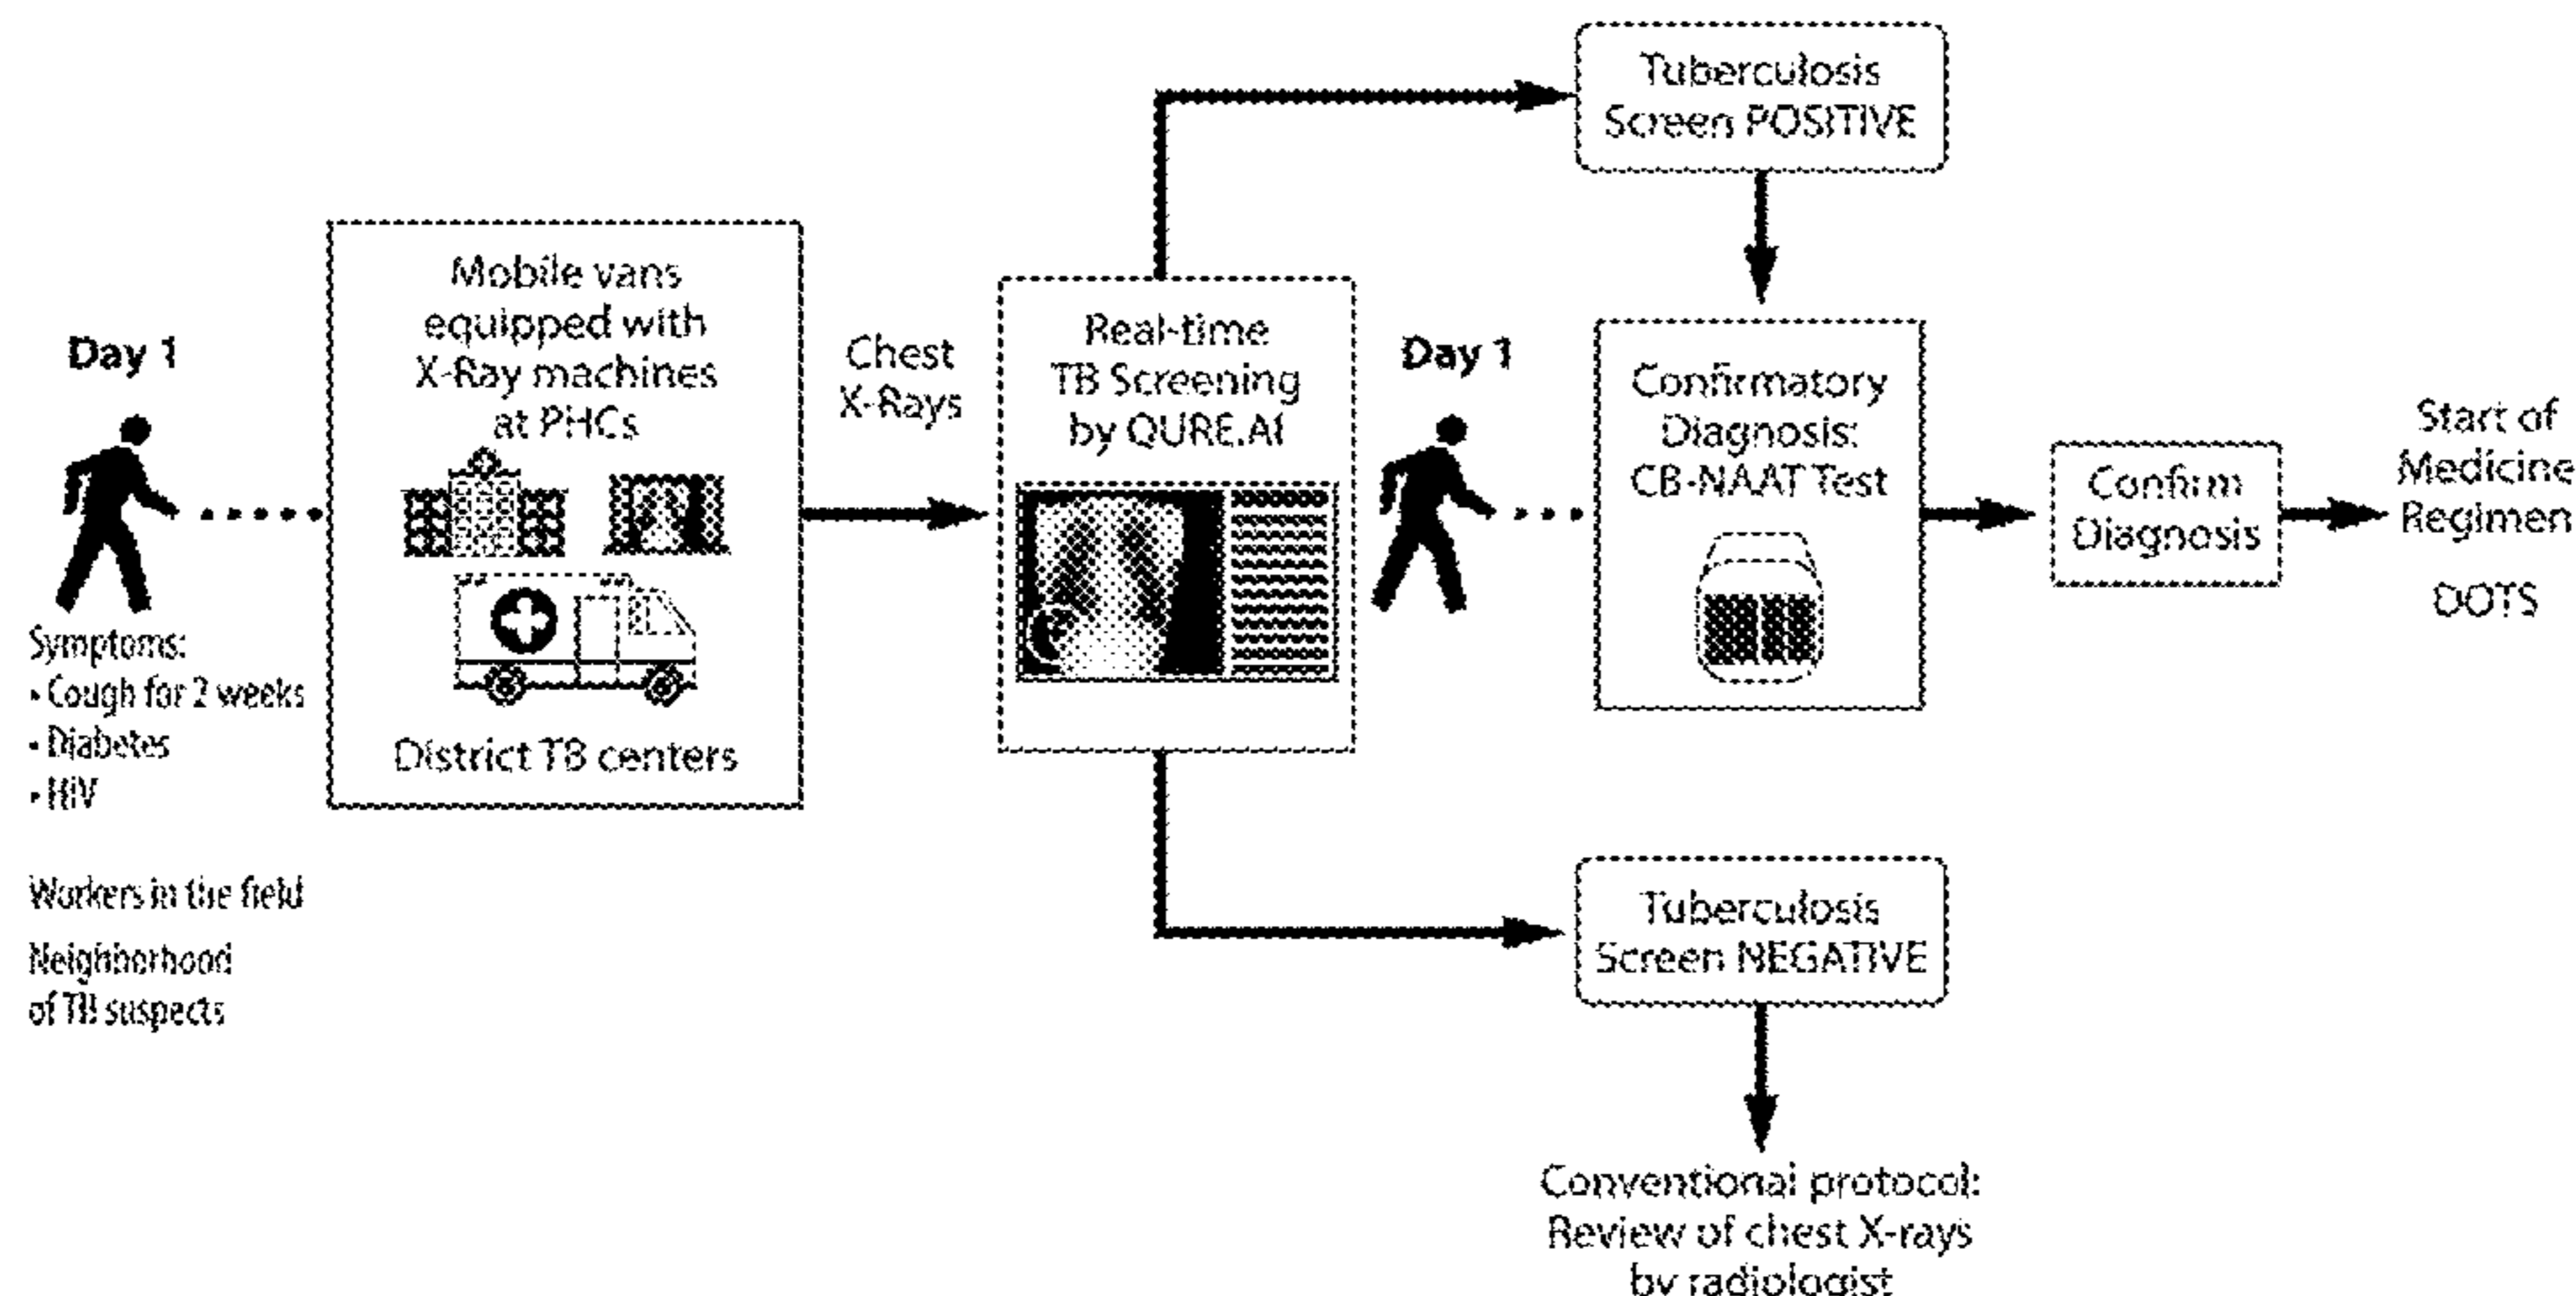 Day 1
Symptoms:
• Cough for 2 weeks
• Diabetes
• HIV
Workers in the field
Neighborhood
of TB suspects
Mobile vans
equipped with
X-Ray machines
at PHCs
District TB centers
Chest
X-Rays
Real-time
TB Screening
by QURE.AI
Tuberculosis
Screen POSITIVE
Day 1
Confirmatory
Diagnosis:
CB-NAAT Test
Confirm
Diagnosis
Start of
Medicine
Regimen
DOTS
Tuberculosis
Screen NEGATIVE
Conventional protocol:
Review of chest X-rays
by radiologist